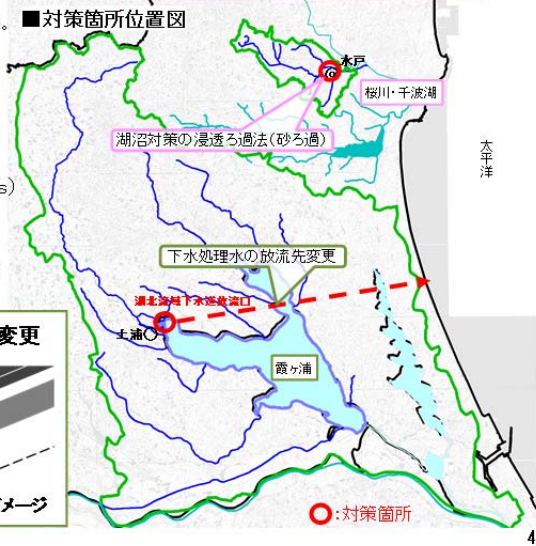 。■対策箇所位置図
水戸
桜川・千波湖
湖沼対策の浸透ろ過法(砂ろ過)
太平洋
s)
下水処理水の放流先変更
湖北流域下水道放流口
土浦
霞ヶ浦
変更
イメージ
:対策箇所
4